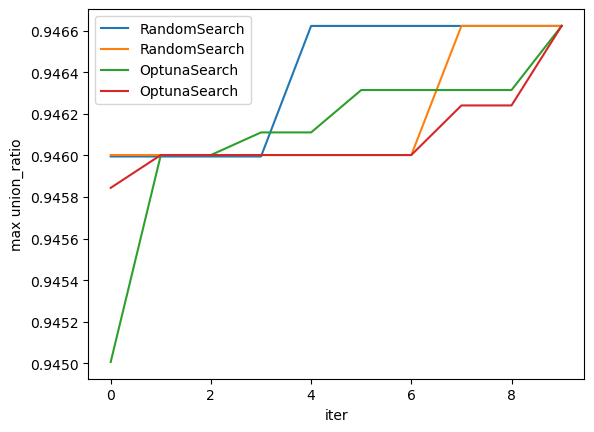 RandomSearch
RandomSearch
OptunaSearch
OptunaSearch
max union_ratio
0.9466
0.9464
0.9462
0.9460
0.9458
0.9456
0.9454
0.9452
0.9450
0 2 4 6 8
iter